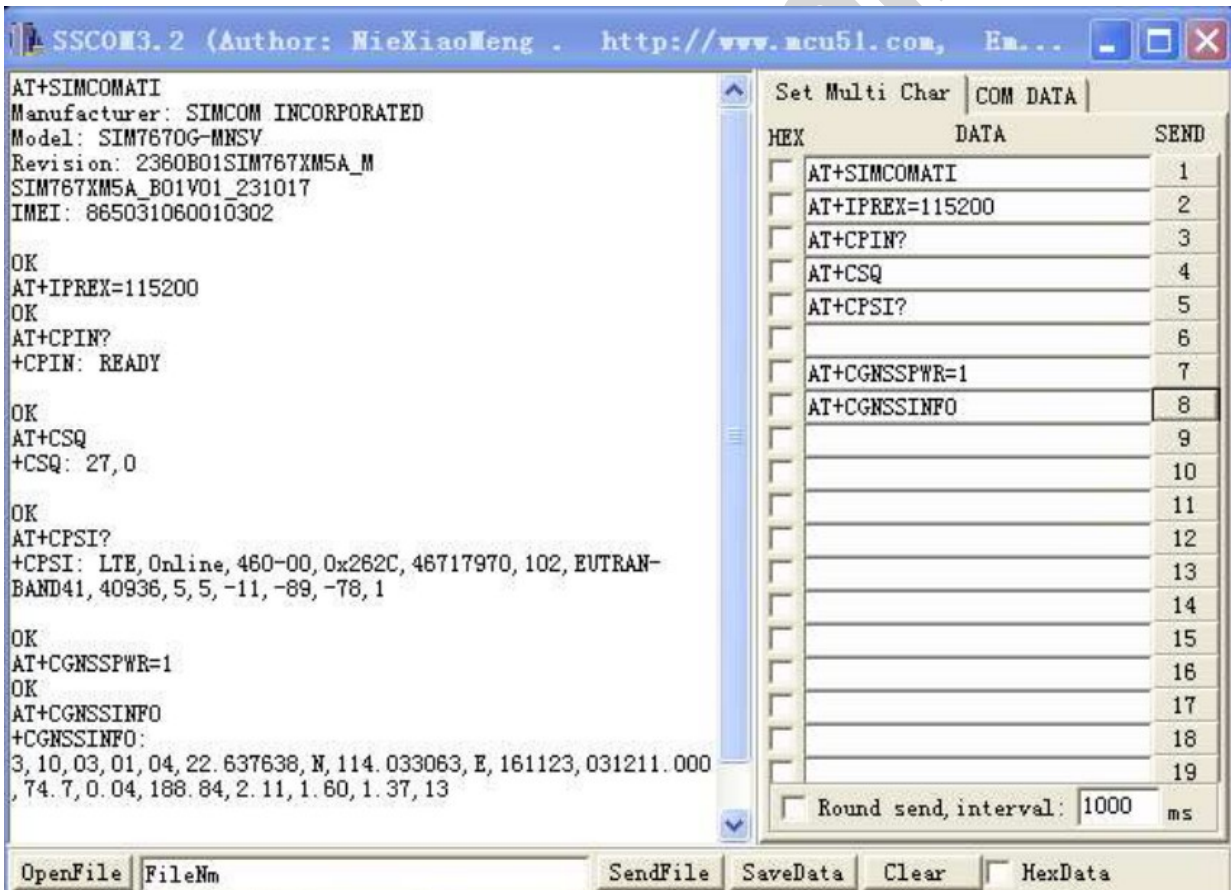 SSCOM3.2 (Author: NieXiaoMeng . http://www.mcu51.com, Em...
AT+SIMCOMATI
Manufacturer: SIMCOM INCORPORATED
Model: SIM7670G-MNSV
Revision: 2360B01SIM767XM5A_M
SIM767XM5A_B01V01_231017
IMEI: 865031060010302
OK
AT+IPREX=115200
OK
AT+CPIN?
+CPIN: READY
OK
AT+CSQ
+CSQ: 27,0
OK
AT+CPSI?
+CPSI: LTE,Online,460-00,0x262C,46717970,102,EUTRAN-
BAND41,40936,5,5,-11,-89,-78,1
OK
AT+CGNSSPWR=1
OK
AT+CGNSSINFO
+CGNSSINFO:
3,10,03,01,04,22.637638,N,114.033063,E,161123,031211.000
,74.7,0.04,188.84,2.11,1.60,1.37,13
Set Multi Char COM DATA
HEX DATA SEND
AT+SIMCOMATI 1
AT+IPREX=115200 2
AT+CPIN? 3
AT+CSQ 4
AT+CPSI? 5
6
AT+CGNSSPWR=1 7
AT+CGNSSINFO 8
9
10
11
12
13
14
15
16
17
18
19
Round send,interval: 1000 ms
OpenFile FileNm SendFile SaveData Clear HexData